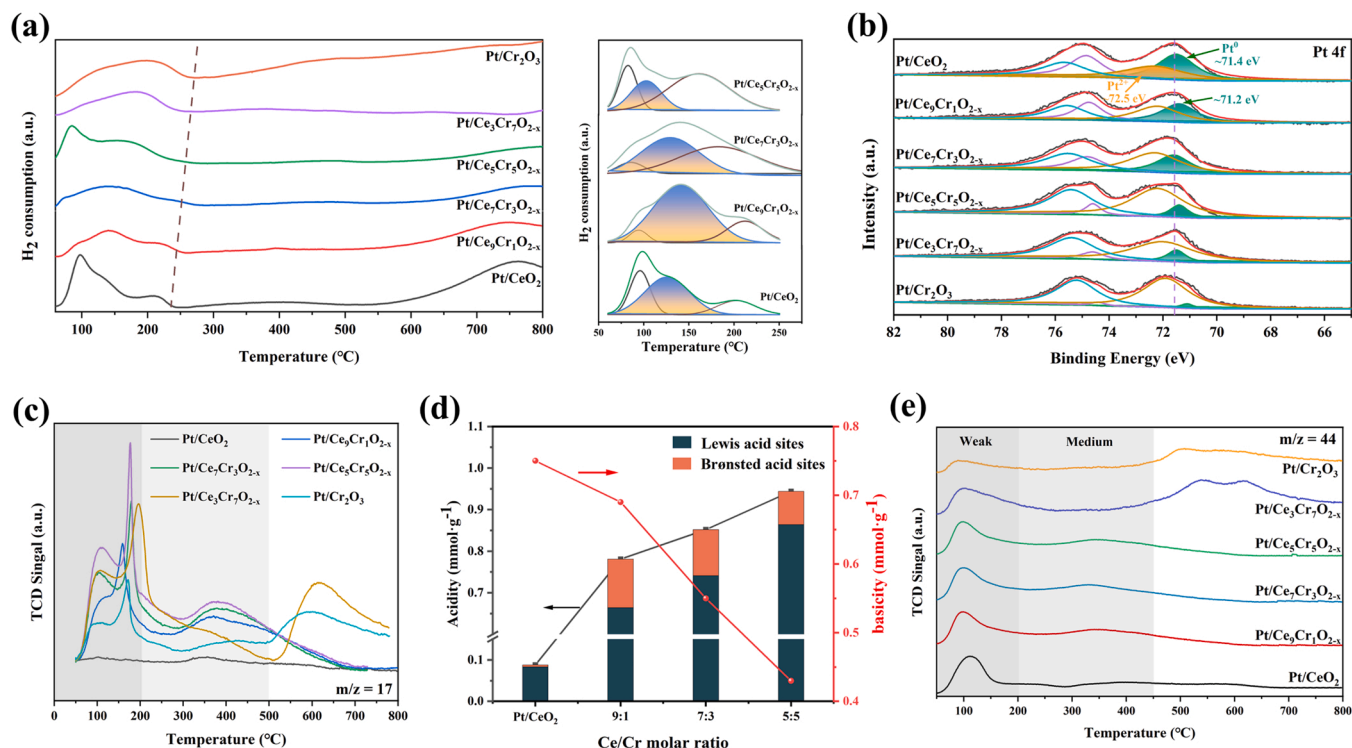 (a)
H₂ consumption (a.u.)
Pt/Cr₂O₃
Pt/Ce₃Cr₇O₂₋ₓ
Pt/Ce₅Cr₅O₂₋ₓ
Pt/Ce₇Cr₃O₂₋ₓ
Pt/Ce₉Cr₁O₂₋ₓ
Pt/CeO₂
100 200 300 400 500 600 700 800
Temperature (℃)
H₂ consumption (a.u.)
Pt/Ce₅Cr₅O₂₋ₓ
Pt/Ce₇Cr₃O₂₋ₓ
Pt/Ce₉Cr₁O₂₋ₓ
Pt/CeO₂
50 100 150 200 250
Temperature (℃)
(b)
Pt 4f
Intensity (a.u.)
Pt/CeO₂
Pt⁰
~71.4 eV
Pt²⁺
72.5 eV
Pt/Ce₉Cr₁O₂₋ₓ
~71.2 eV
Pt/Ce₇Cr₃O₂₋ₓ
Pt/Ce₅Cr₅O₂₋ₓ
Pt/Ce₃Cr₇O₂₋ₓ
Pt/Cr₂O₃
82 80 78 76 74 72 70 68 66
Binding Energy (eV)
(c)
TCD Singal (a.u.)
Pt/CeO₂
Pt/Ce₉Cr₁O₂₋ₓ
Pt/Ce₇Cr₃O₂₋ₓ
Pt/Ce₅Cr₅O₂₋ₓ
Pt/Ce₃Cr₇O₂₋ₓ
Pt/Cr₂O₃
m/z = 17
0 100 200 300 400 500 600 700 800
Temperature (℃)
(d)
Acidity (mmol·g⁻¹)
1.1
1.0
0.9
0.8
0.7
0.1
0.0
Lewis acid sites
Brønsted acid sites
0.8
0.7
0.6
0.5
0.4
basicity (mmol·g⁻¹)
Pt/CeO₂ 9:1 7:3 5:5
Ce/Cr molar ratio
(e)
TCD Singal (a.u.)
Weak
Medium
m/z = 44
Pt/Cr₂O₃
Pt/Ce₃Cr₇O₂₋ₓ
Pt/Ce₅Cr₅O₂₋ₓ
Pt/Ce₇Cr₃O₂₋ₓ
Pt/Ce₉Cr₁O₂₋ₓ
Pt/CeO₂
100 200 300 400 500 600 700 800
Temperature (℃)